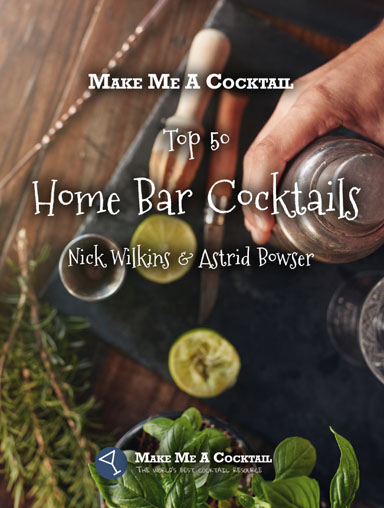 Make Me A Cocktail
Top 50
Home Bar Cocktails
Nick Wilkins & Astrid Bowser
Make Me A Cocktail
The world's best cocktail resource